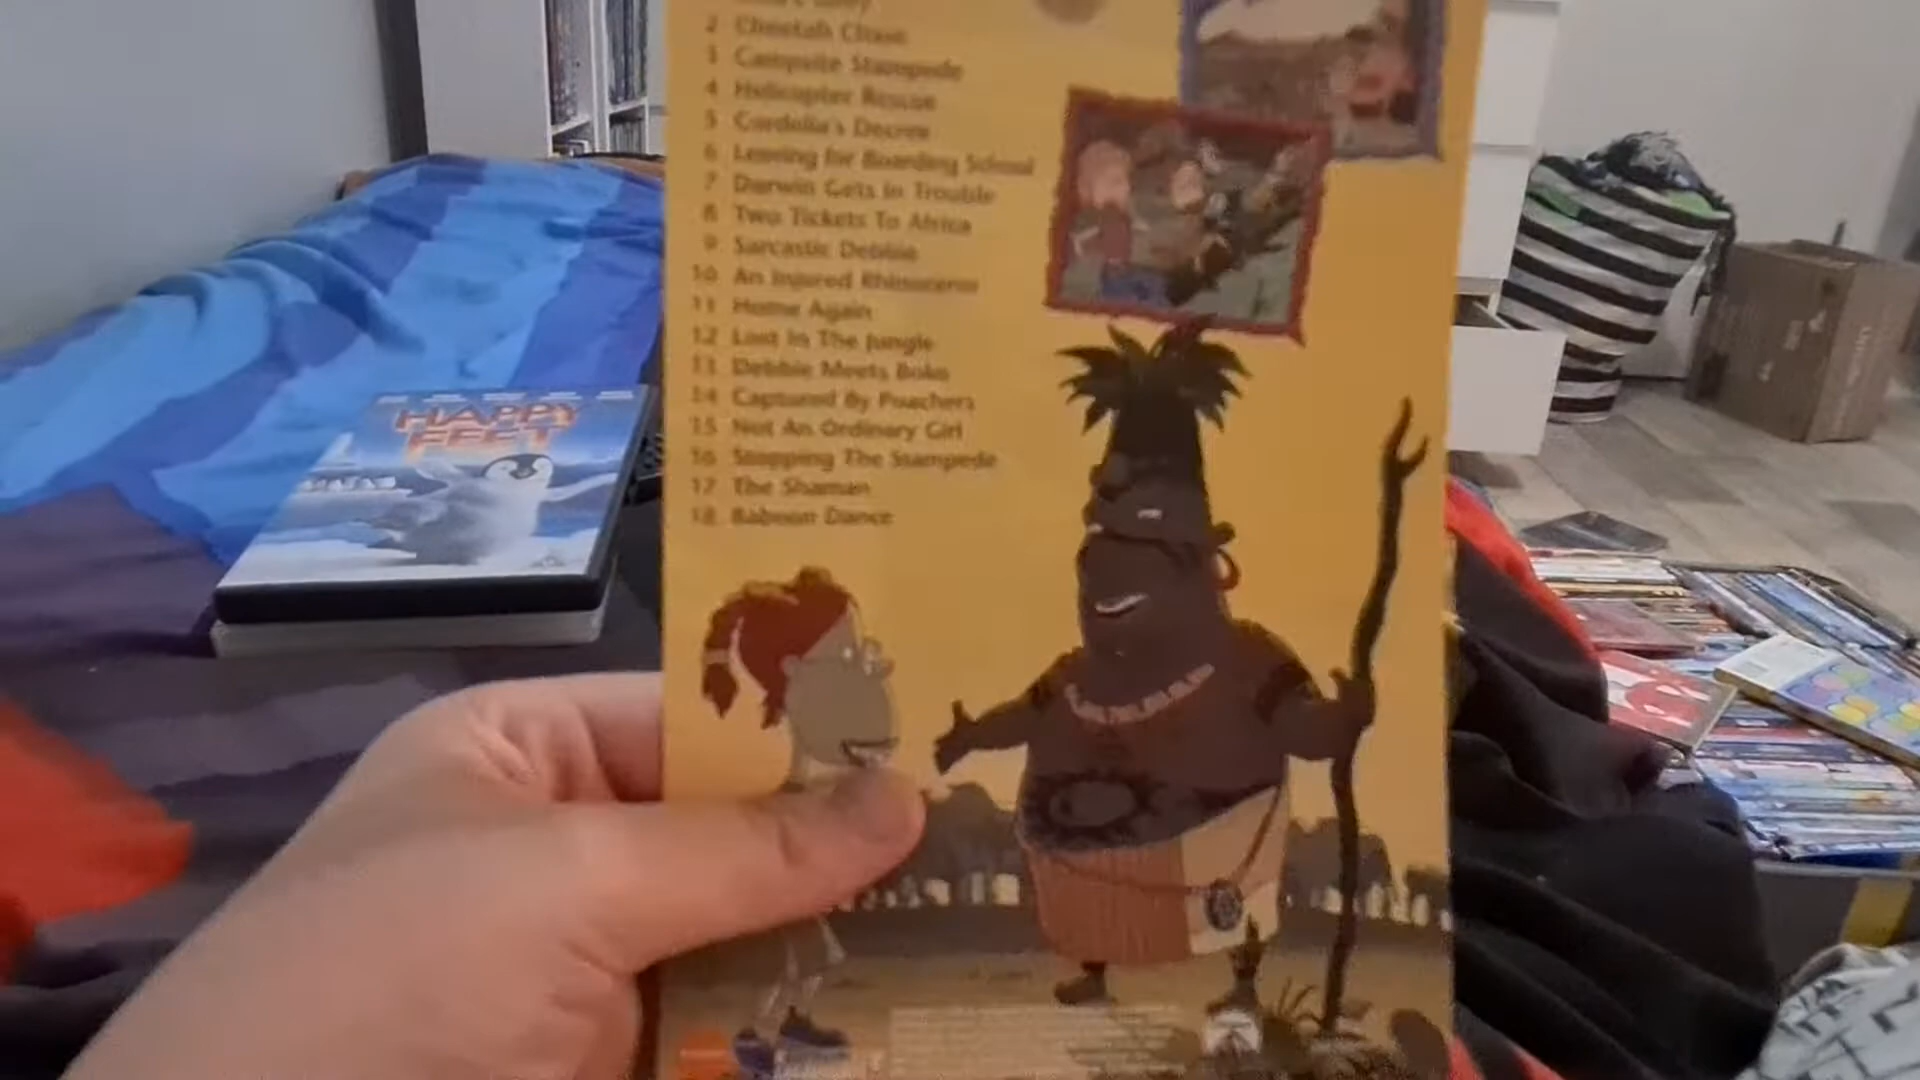 2 Cheetah Chase
3 Campsite Stampede
4 Helicopter Rescue
5 Cordelia's Decree
6 Leaving for Boarding School
7 Darwin Gets In Trouble
8 Two Tickets To Africa
9 Sarcastic Debbie
10 An Injured Rhinoceros
11 Home Again
12 Lost In The Jungle
13 Debbie Meets Boko
14 Captured By Poachers
15 Not An Ordinary Girl
16 Stopping The Stampede
17 The Shaman
18 Baboon Dance
HAPPY
FEET